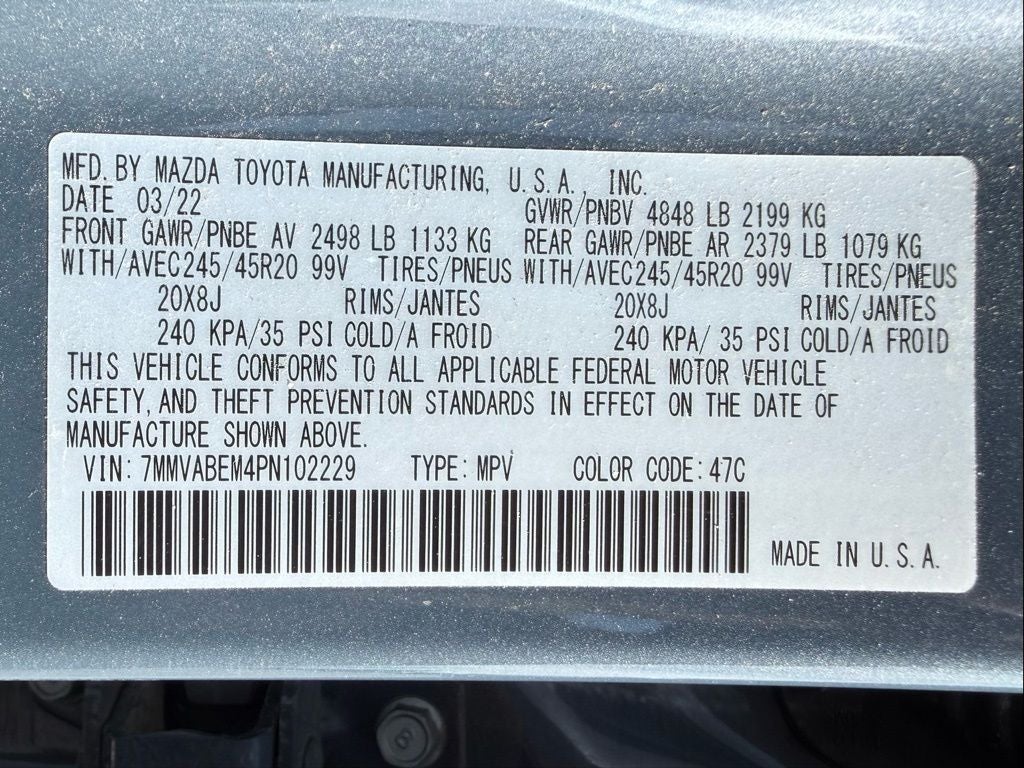 MFD. BY MAZDA TOYOTA MANUFACTURING, U.S.A., INC.
DATE 03/22 GVWR/PNBV 4848 LB 2199 KG
FRONT GAWR/PNBE AV 2498 LB 1133 KG REAR GAWR/PNBE AR 2379 LB 1079 KG
WITH/AVEC245/45R20 99V TIRES/PNEUS WITH/AVEC245/45R20 99V TIRES/PNEUS
20X8J RIMS/JANTES 20X8J RIMS/JANTES
240 KPA/35 PSI COLD/A FROID 240 KPA/ 35 PSI COLD/A FROID
THIS VEHICLE CONFORMS TO ALL APPLICABLE FEDERAL MOTOR VEHICLE
SAFETY, AND THEFT PREVENTION STANDARDS IN EFFECT ON THE DATE OF
MANUFACTURE SHOWN ABOVE.
VIN: 7MMVABEM4PN102229 TYPE: MPV COLOR CODE: 47C
MADE IN U.S.A.
8